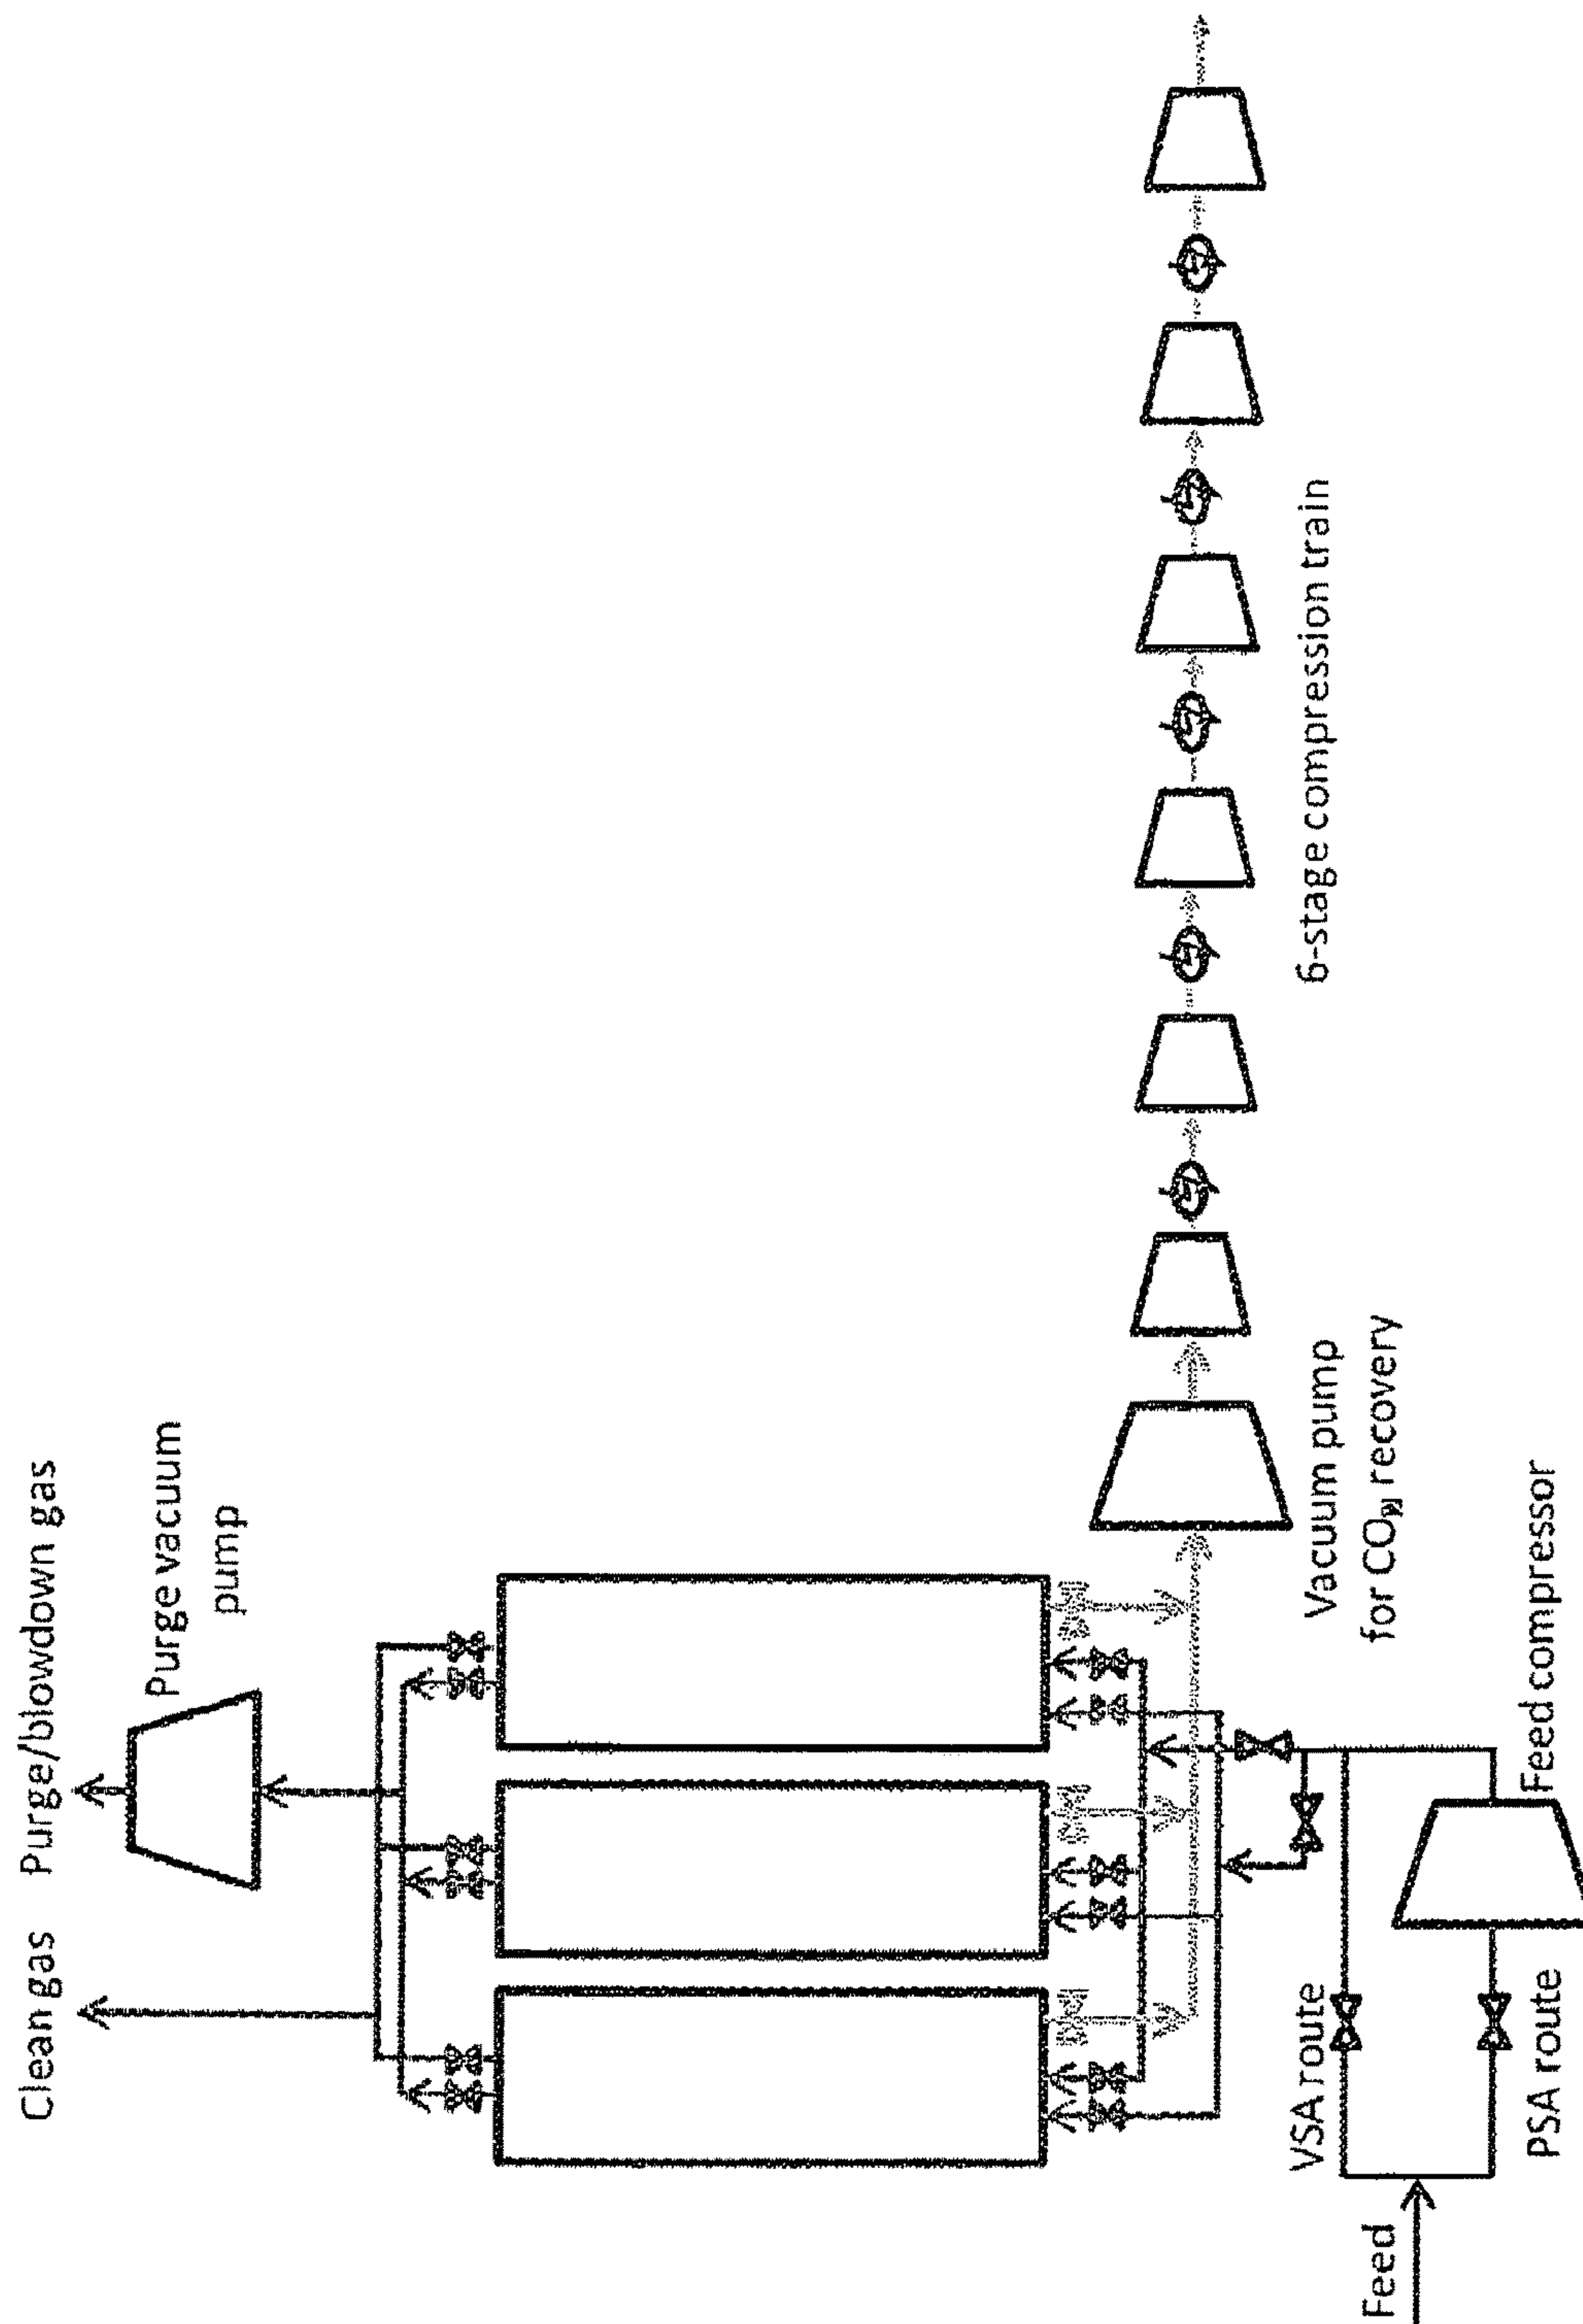 Clean gas
Purge/blowdown gas
Purge vacuum
pump
6-stage compression train
Vacuum pump
for CO2 recovery
Feed compressor
VSA route
PSA route
Feed